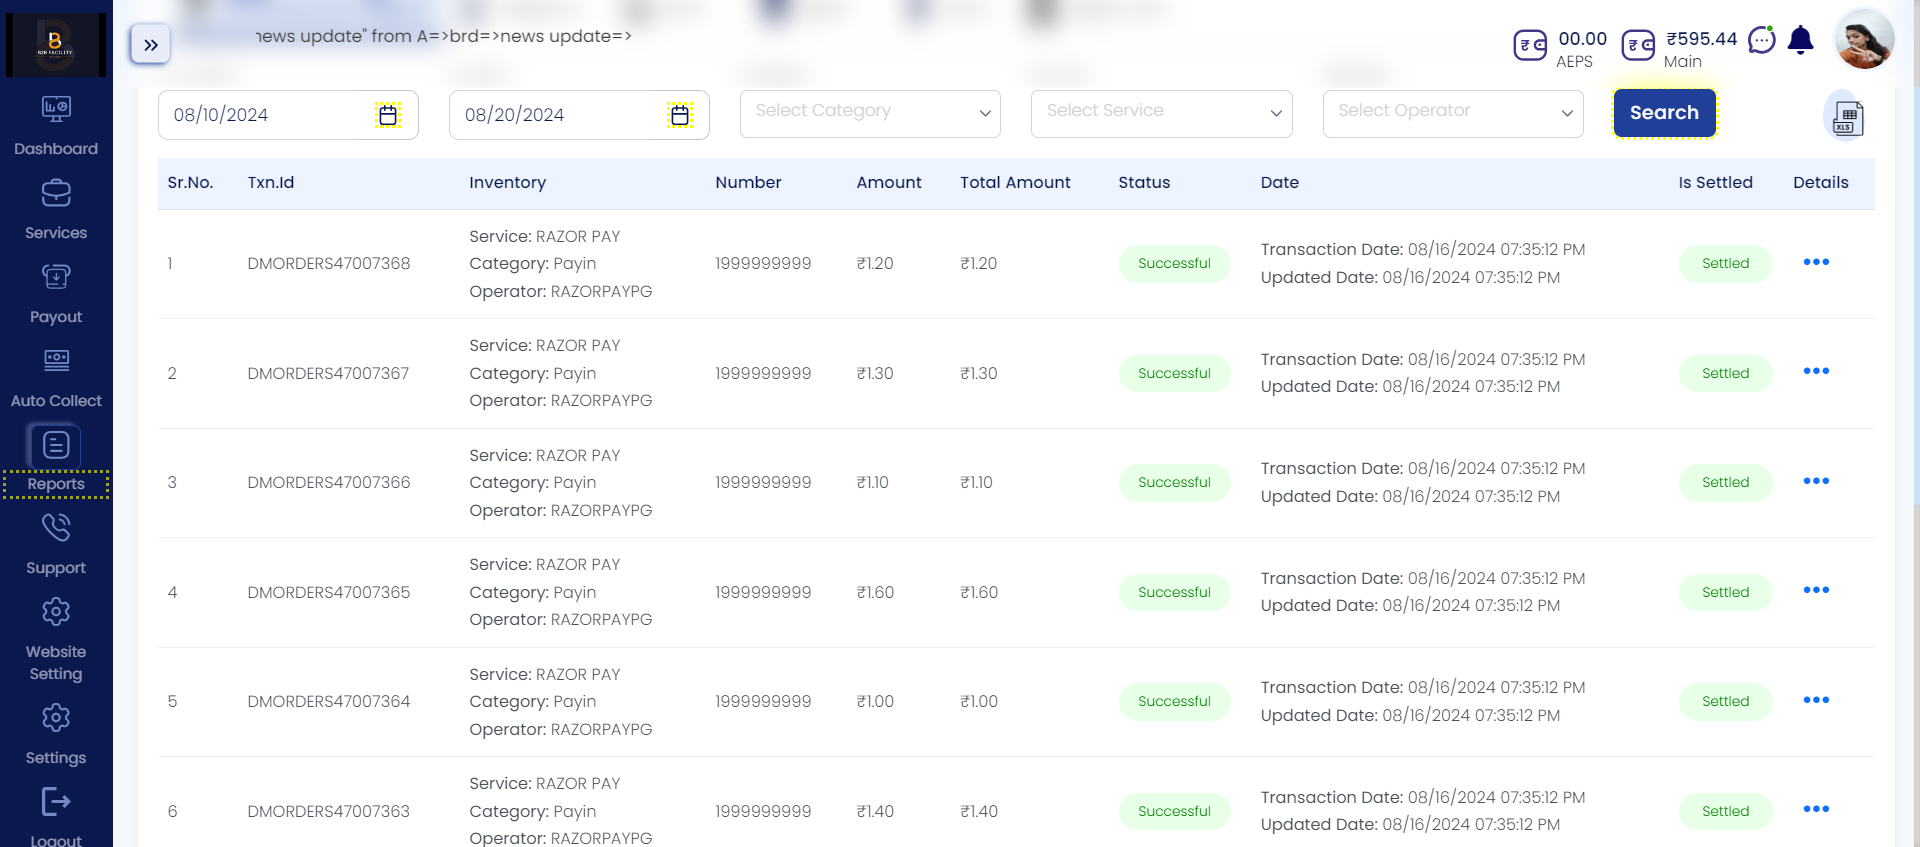 news update" from A=>brd=>news update=>
00.00
AEPS
₹595.44
Main
B2B FACILITY
Dashboard
Services
Payout
Auto Collect
Reports
Support
Website
Setting
Settings
Logout
08/10/2024
08/20/2024
Select Category
Select Service
Select Operator
Search
XLS
Sr.No. Txn.Id Inventory Number Amount Total Amount Status Date Is Settled Details
Service: RAZOR PAY
1 DMORDERS47007368 Category: Payin 1999999999 ₹1.20 ₹1.20 Successful Transaction Date: 08/16/2024 07:35:12 PM Settled
Operator: RAZORPAYPG Updated Date: 08/16/2024 07:35:12 PM
Service: RAZOR PAY
2 DMORDERS47007367 Category: Payin 1999999999 ₹1.30 ₹1.30 Successful Transaction Date: 08/16/2024 07:35:12 PM Settled
Operator: RAZORPAYPG Updated Date: 08/16/2024 07:35:12 PM
Service: RAZOR PAY
3 DMORDERS47007366 Category: Payin 1999999999 ₹1.10 ₹1.10 Successful Transaction Date: 08/16/2024 07:35:12 PM Settled
Operator: RAZORPAYPG Updated Date: 08/16/2024 07:35:12 PM
Service: RAZOR PAY
4 DMORDERS47007365 Category: Payin 1999999999 ₹1.60 ₹1.60 Successful Transaction Date: 08/16/2024 07:35:12 PM Settled
Operator: RAZORPAYPG Updated Date: 08/16/2024 07:35:12 PM
Service: RAZOR PAY
5 DMORDERS47007364 Category: Payin 1999999999 ₹1.00 ₹1.00 Successful Transaction Date: 08/16/2024 07:35:12 PM Settled
Operator: RAZORPAYPG Updated Date: 08/16/2024 07:35:12 PM
Service: RAZOR PAY
6 DMORDERS47007363 Category: Payin 1999999999 ₹1.40 ₹1.40 Successful Transaction Date: 08/16/2024 07:35:12 PM Settled
Operator: RAZORPAYPG Updated Date: 08/16/2024 07:35:12 PM